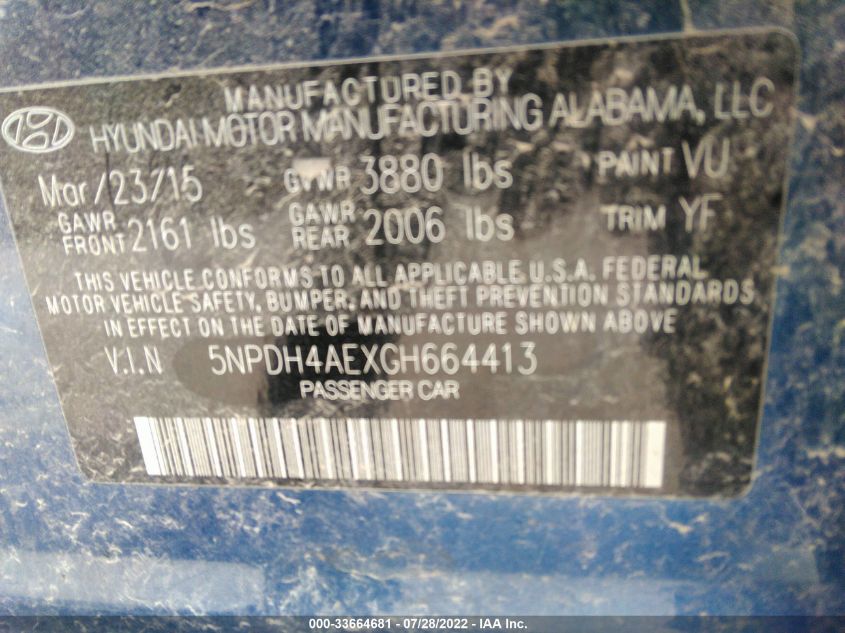 MANUFACTURED BY
HYUNDAI MOTOR MANUFACTURING ALABAMA, LLC
Mar/23/15 GVWR 3880 lbs PAINT VU
GAWR FRONT 2161 lbs GAWR REAR 2006 lbs TRIM YF
THIS VEHICLE CONFORMS TO ALL APPLICABLE U.S.A. FEDERAL
MOTOR VEHICLE SAFETY, BUMPER, AND THEFT PREVENTION STANDARDS
IN EFFECT ON THE DATE OF MANUFACTURE SHOWN ABOVE
V.I.N 5NPDH4AEXGH664413
PASSENGER CAR
000-33664681 / 07/28/2022 - IAA Inc.